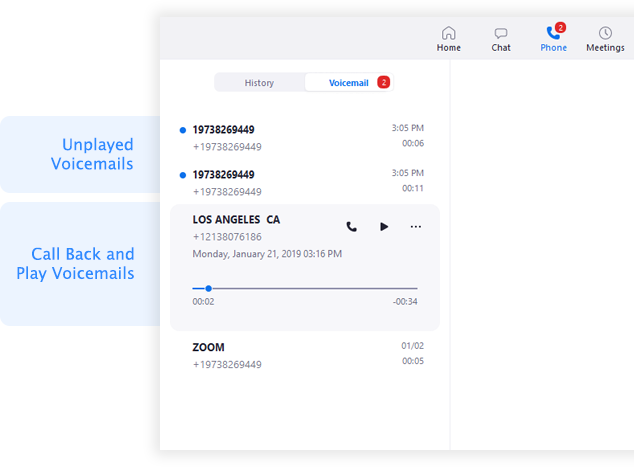 2
Home
Chat
Phone
Meetings
History
Voicemail
2
19738269449
3:05 PM
+19738269449
00:06
19738269449
3:05 PM
+19738269449
00:11
LOS ANGELES CA
+12138076186
Monday, January 21, 2019 03:16 PM
00:02
-00:34
ZOOM
01/02
+19738269449
00:05
Unplayed
Voicemails
Call Back and
Play Voicemails